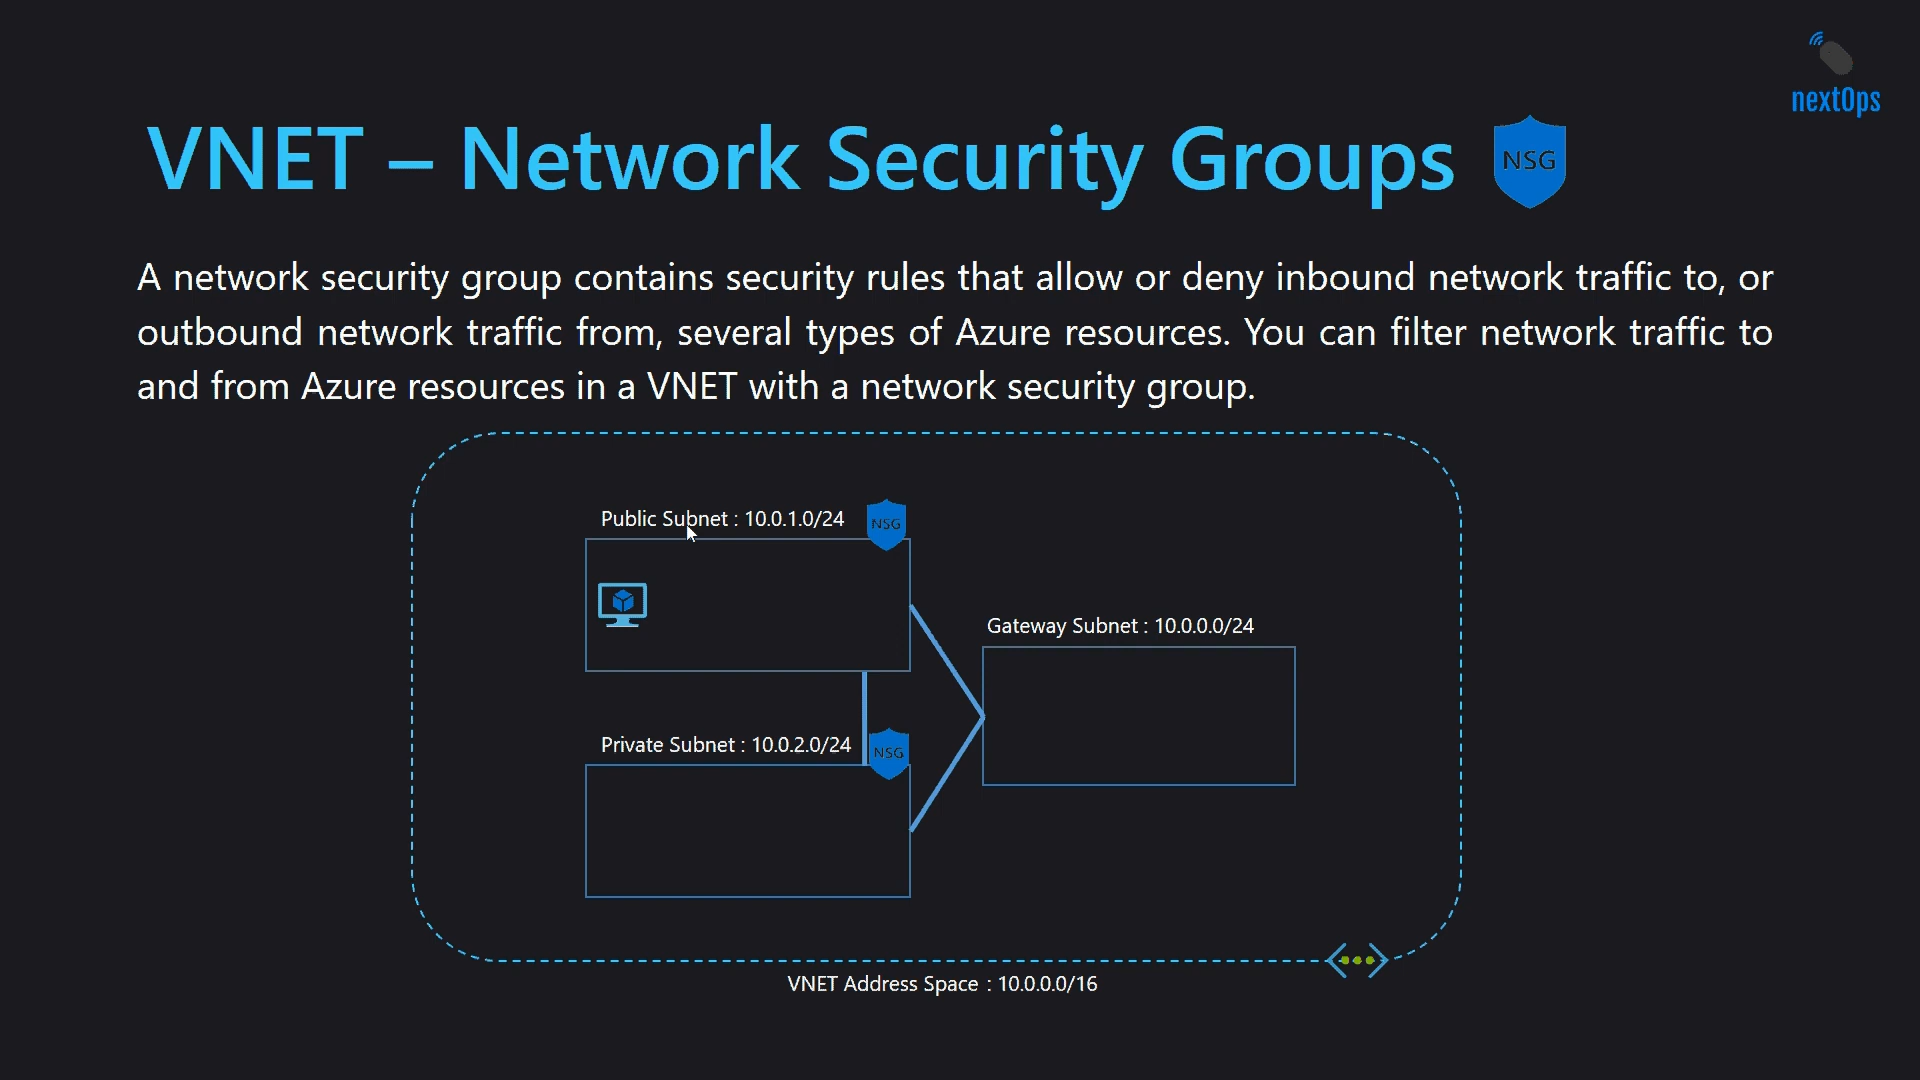 nextOps
VNET – Network Security Groups
NSG
A network security group contains security rules that allow or deny inbound network traffic to, or
outbound network traffic from, several types of Azure resources. You can filter network traffic to
and from Azure resources in a VNET with a network security group.
Public Subnet : 10.0.1.0/24
NSG
Gateway Subnet : 10.0.0.0/24
Private Subnet : 10.0.2.0/24
NSG
VNET Address Space : 10.0.0.0/16